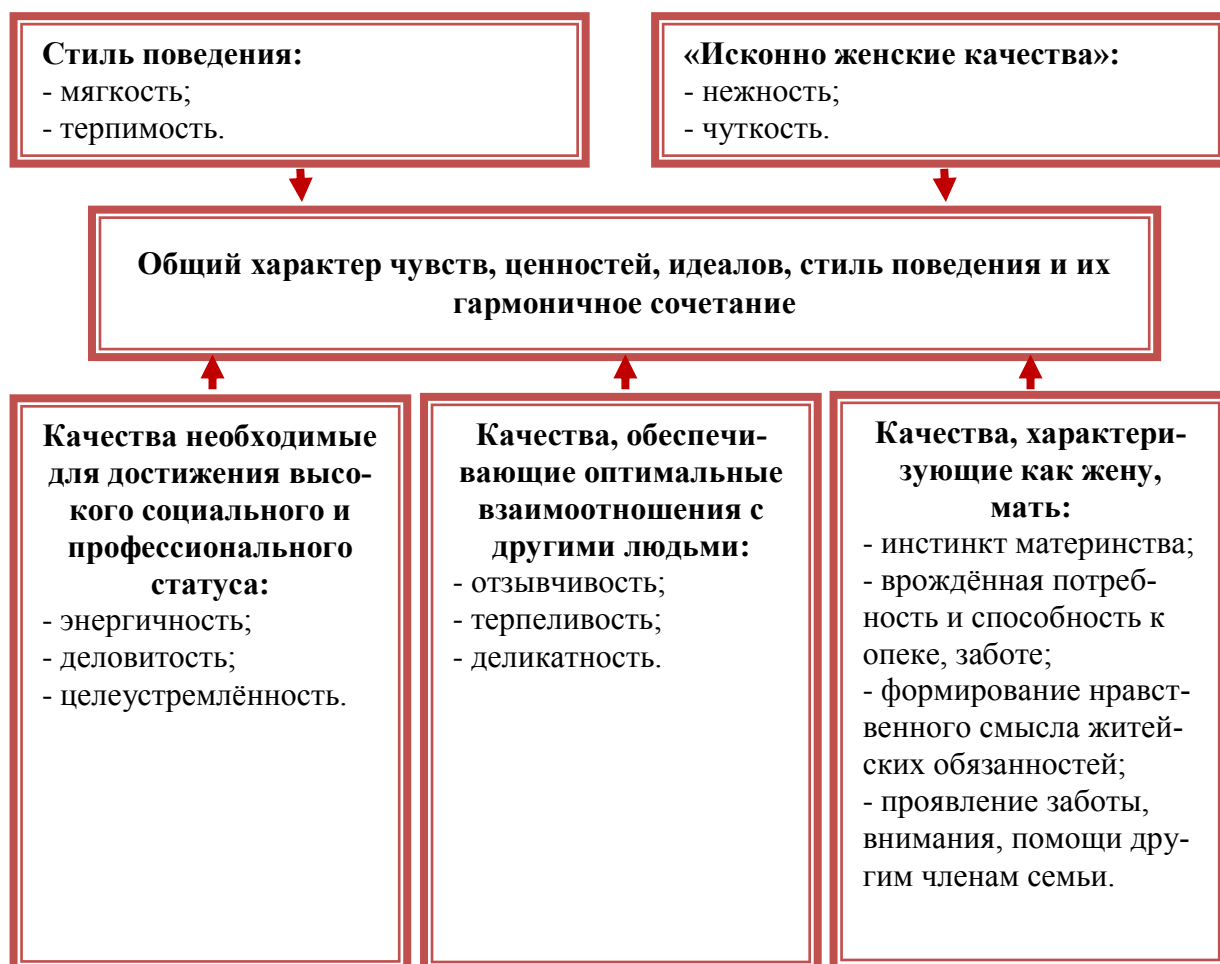 Стиль поведения:
- мягкость;
- терпимость.
«Исконно женские качества»:
- нежность;
- чуткость.
Общий характер чувств, ценностей, идеалов, стиль поведения и их
гармоничное сочетание
Качества необходимые
для достижения высо-
кого социального и
профессионального
статуса:
- энергичность;
- деловитость;
- целеустремлённость.
Качества, обеспечи-
вающие оптимальные
взаимоотношения с
другими людьми:
- отзывчивость;
- терпеливость;
- деликатность.
Качества, характери-
зующие как жену,
мать:
- инстинкт материнства;
- врождённая потреб-
ность и способность к
опеке, заботе;
- формирование нравст-
венного смысла житей-
ских обязанностей;
- проявление заботы,
внимания, помощи дру-
гим членам семьи.